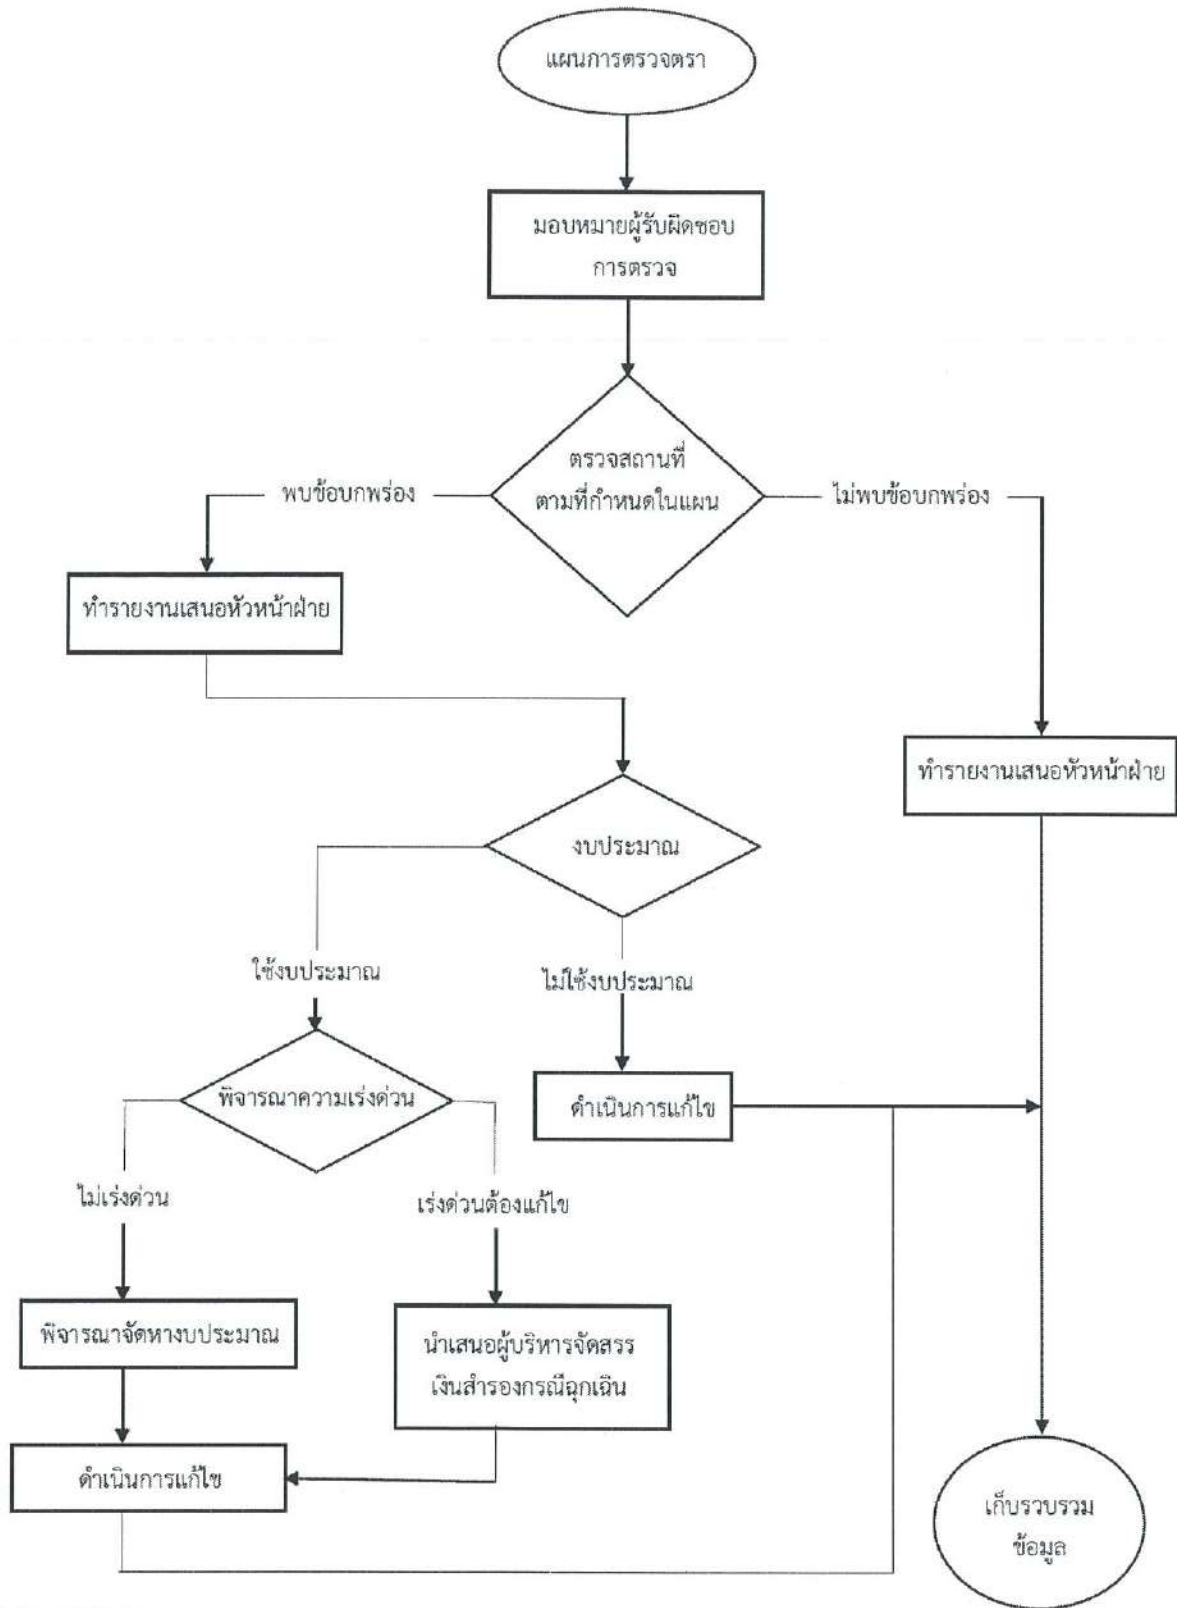 แผนการตรวจตรา
มอบหมายผู้รับผิดชอบ
การตรวจ
ตรวจสถานที่
ตามที่กำหนดในแผน
พบข้อบกพร่อง
ไม่พบข้อบกพร่อง
ทำรายงานเสนอหัวหน้าฝ่าย
ทำรายงานเสนอหัวหน้าฝ่าย
งบประมาณ
ใช้งบประมาณ
ไม่ใช้งบประมาณ
พิจารณาความเร่งด่วน
ดำเนินการแก้ไข
ไม่เร่งด่วน
เร่งด่วนต้องแก้ไข
พิจารณาจัดหางบประมาณ
นำเสนอผู้บริหารจัดสรร
เงินสำรองกรณีฉุกเฉิน
ดำเนินการแก้ไข
เก็บรวบรวม
ข้อมูล